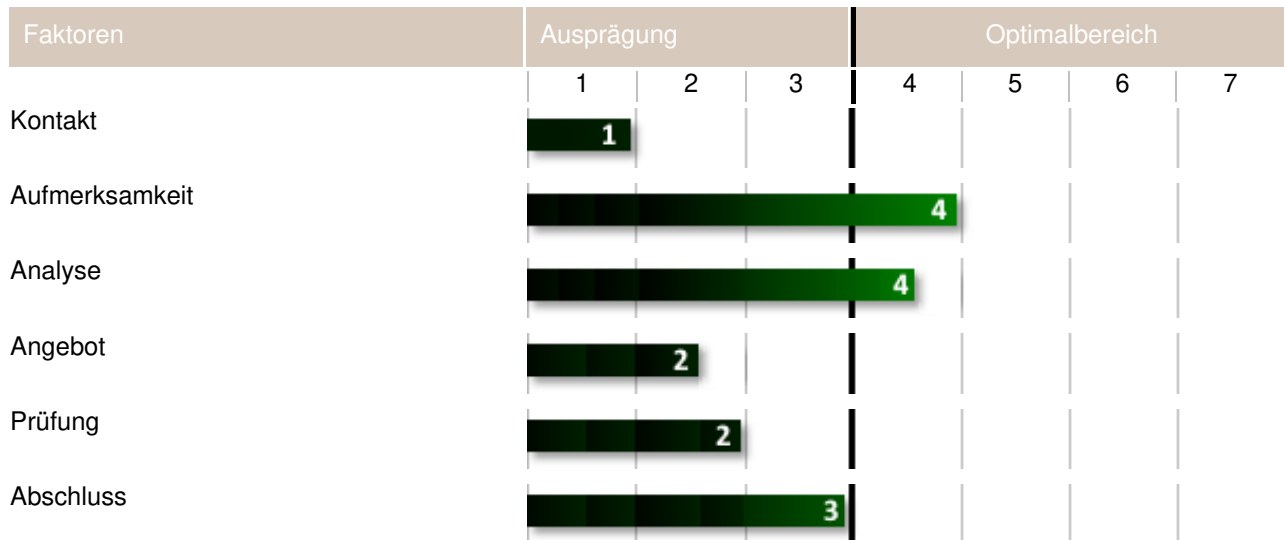 Faktoren Ausprägung Optimalbereich
1 2 3 4 5 6 7
Kontakt 1
Aufmerksamkeit 4
Analyse 4
Angebot 2
Prüfung 2
Abschluss 3